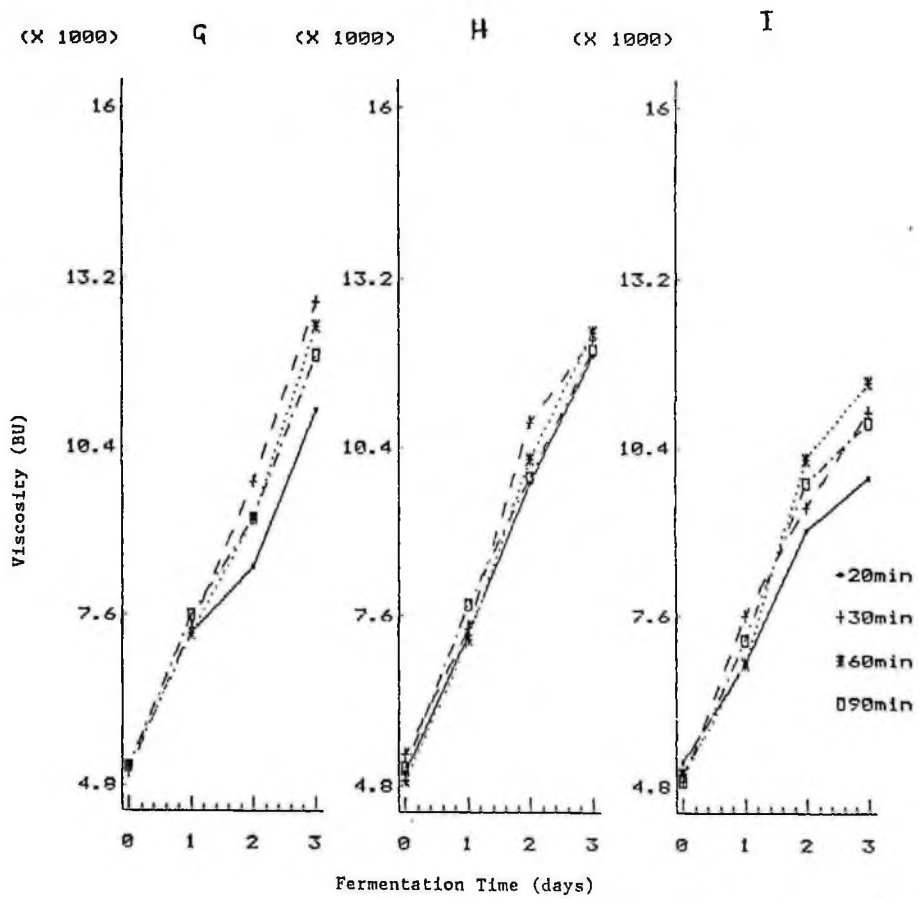 (X 1000) G (X 1000) H (X 1000) I
16 16 16
13.2 13.2 13.2
10.4 10.4 10.4
7.6 7.6 7.6
4.8 4.8 4.8
Viscosity (BU)
20min
30min
60min
90min
0 1 2 3 0 1 2 3 0 1 2 3
Fermentation Time (days)